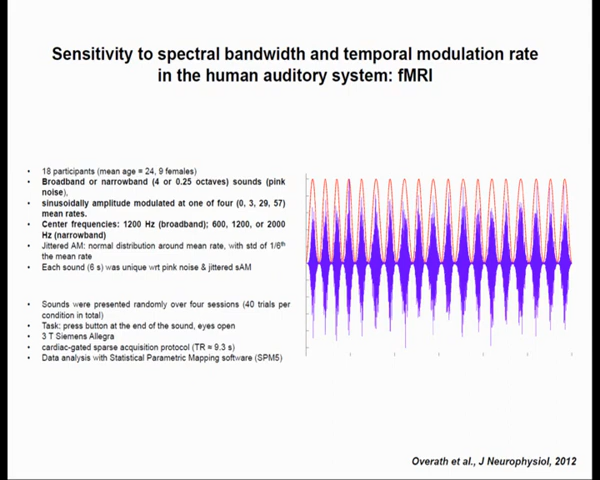 Sensitivity to spectral bandwidth and temporal modulation rate
in the human auditory system: fMRI
• 18 participants (mean age = 24, 9 females)
• Broadband or narrowband (4 or 0.25 octaves) sounds (pink
noise),
• sinusoidally amplitude modulated at one of four (0, 3, 29, 57)
mean rates.
• Center frequencies: 1200 Hz (broadband); 600, 1200, or 2000
Hz (narrowband)
• Jittered AM: normal distribution around mean rate, with std of 1/6th
the mean rate
• Each sound (6 s) was unique wrt pink noise & jittered sAM
• Sounds were presented randomly over four sessions (40 trials per
condition in total)
• Task: press button at the end of the sound, eyes open
• 3 T Siemens Allegra
• cardiac-gated sparse acquisition protocol (TR ≈ 9.3 s)
• Data analysis with Statistical Parametric Mapping software (SPM5)
Overath et al., J Neurophysiol, 2012